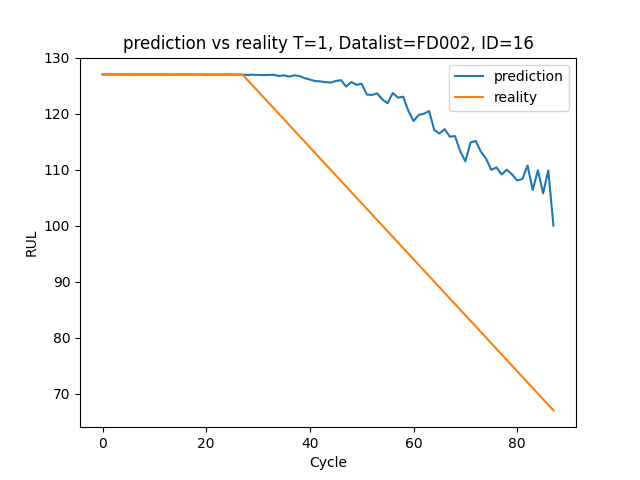 prediction vs reality T=1, Datalist=FD002, ID=16
130
120
110
100
90
80
70
RUL
prediction
reality
0 20 40 60 80
Cycle